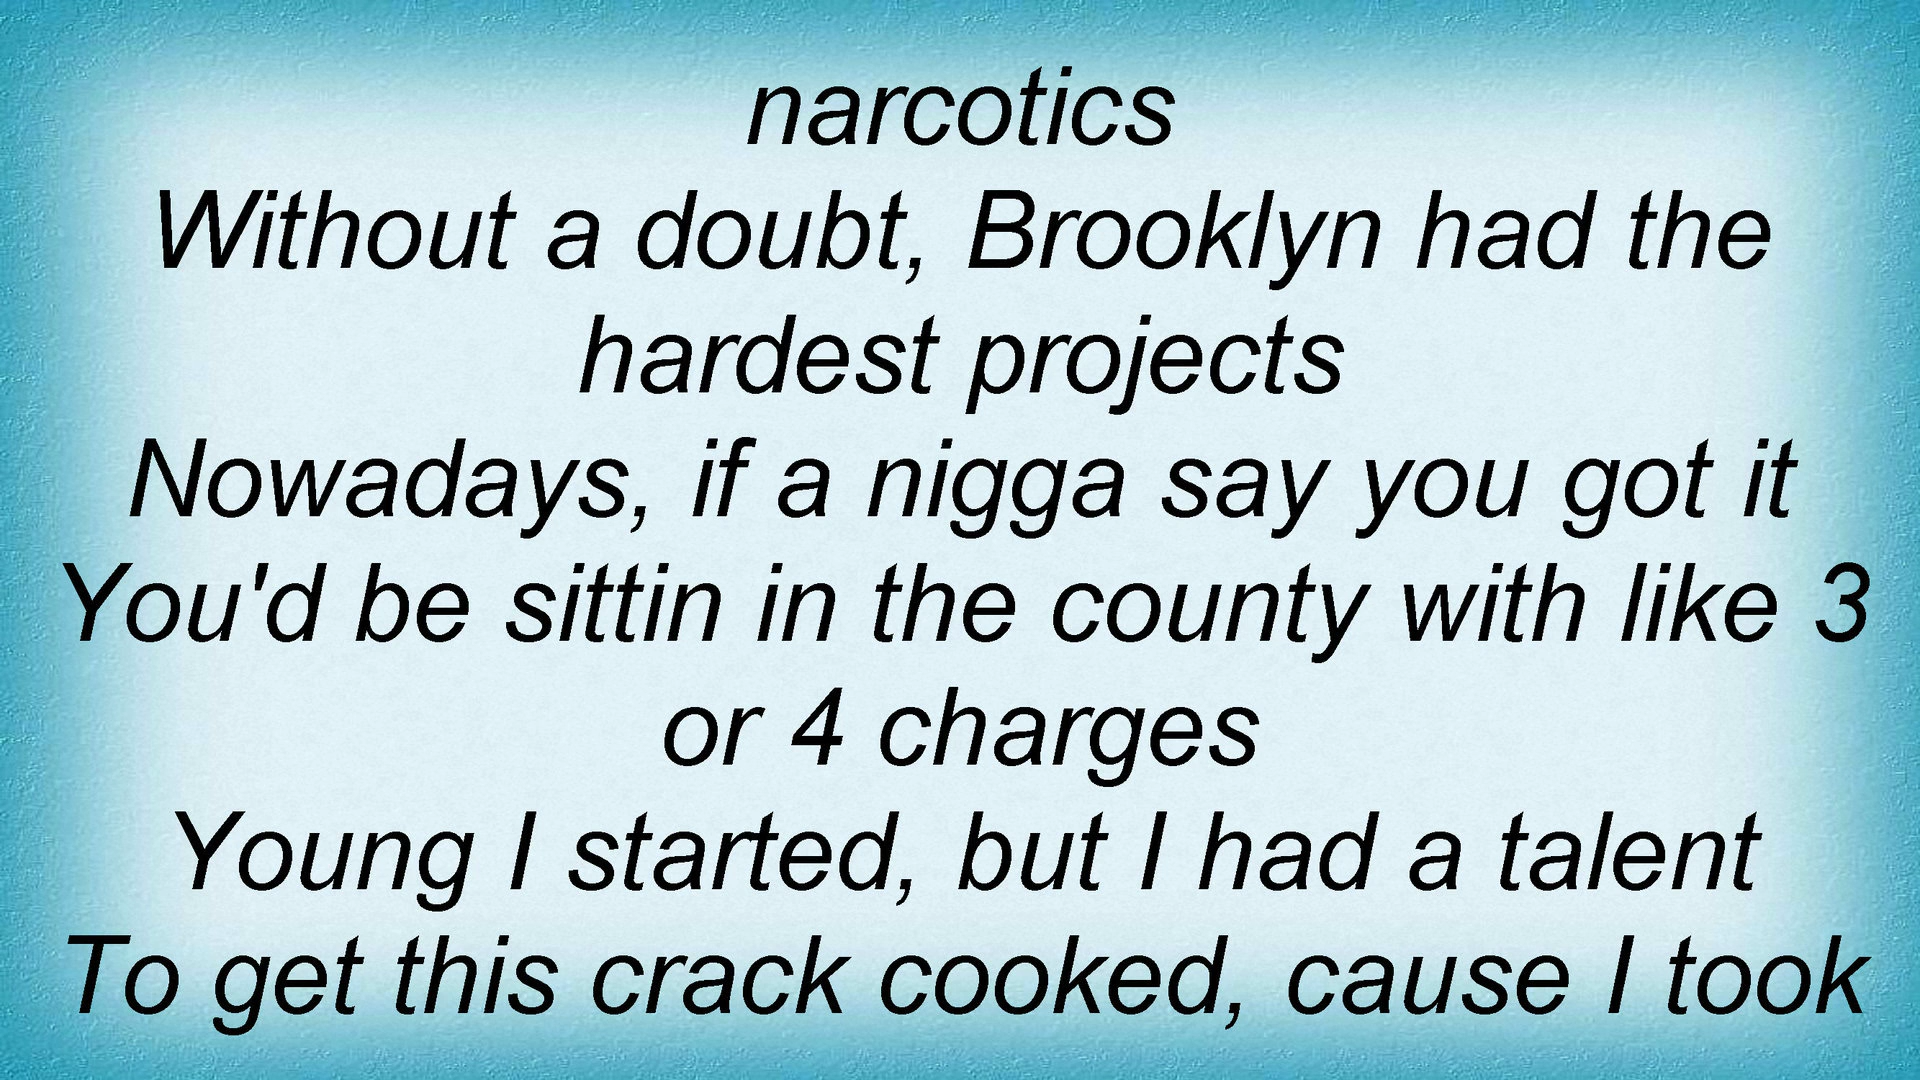 narcotics
Without a doubt, Brooklyn had the
hardest projects
Nowadays, if a nigga say you got it
You'd be sittin in the county with like 3
or 4 charges
Young I started, but I had a talent
To get this crack cooked, cause I took